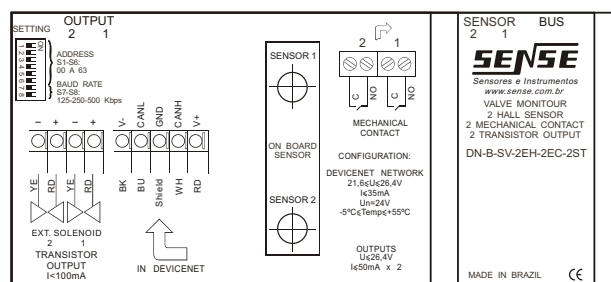 OUTPUT
2 1
SETTING
ON
1 2 3 4 5 6 7 8
ADDRESS
S1-S6:
00 A 63
BAUD RATE
S7-S8:
125-250-500 Kbps
− + − +
V- CANL GND CANH V+
YE RD YE RD
BK BU Shield WH RD
EXT. SOLENOID
2 1
TRANSISTOR
OUTPUT
I<100mA
IN DEVICENET
SENSOR 1
ON BOARD
SENSOR
SENSOR 2
2 1
C NO C NO
MECHANICAL
CONTACT
CONFIGURATION:
DEVICENET NETWORK
21,6≤U≤26,4V
I≤35mA
Un=24V
-5ºC≤Temp≤+55ºC
OUTPUTS
U≤26,4V
I≤50mA x 2
SENSOR BUS
2 1
SENSE
Sensores e Instrumentos
www.sense.com.br
VALVE MONITOUR
2 HALL SENSOR
2 MECHANICAL CONTACT
2 TRANSISTOR OUTPUT
DN-B-SV-2EH-2EC-2ST
MADE IN BRAZIL CE